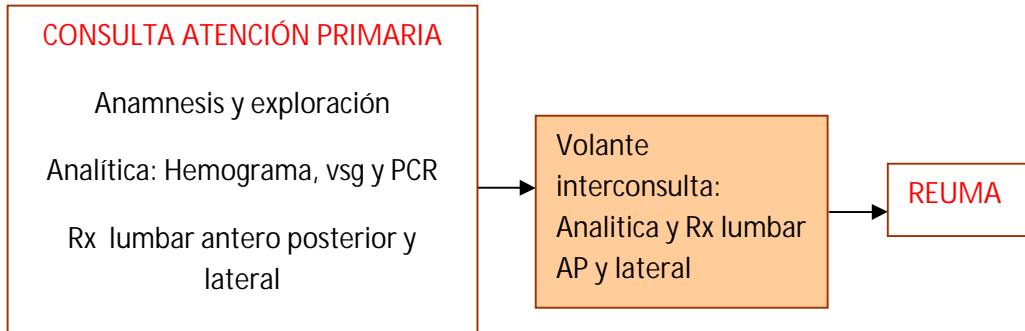 CONSULTA ATENCIÓN PRIMARIA
Anamnesis y exploración
Analítica: Hemograma, vsg y PCR
Rx lumbar antero posterior y
lateral
Volante
interconsulta:
Analitica y Rx lumbar
AP y lateral
REUMA